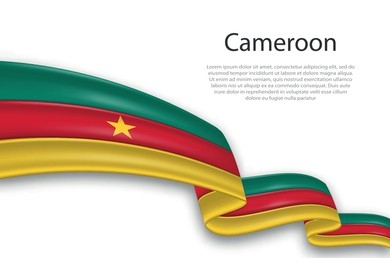 Cameroon
Lorem ipsum dolor sit amet, consectetur adipiscing elit,
sed do eiusmod tempor incididunt ut labore et dolore
magna aliqua. Ut enim ad minim veniam, quis nostrud
exercitation ullamco laboris nisi ut aliquip ex ea
commodo consequat. Duis aute irure dolor
in reprehenderit in voluptate velit esse cillum dolore
eu fugiat nulla pariatur